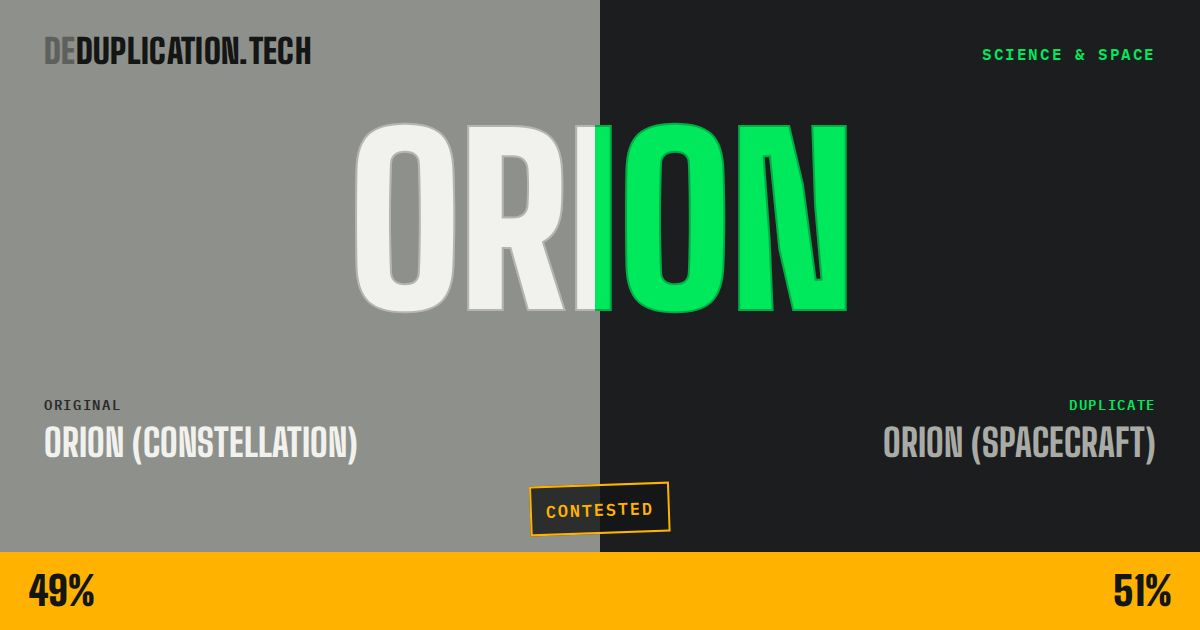 DEDUPLICATION.TECH
SCIENCE & SPACE
ORION
ORIGINAL
DUPLICATE
ORION (CONSTELLATION)
ORION (SPACECRAFT)
CONTESTED
49%
51%